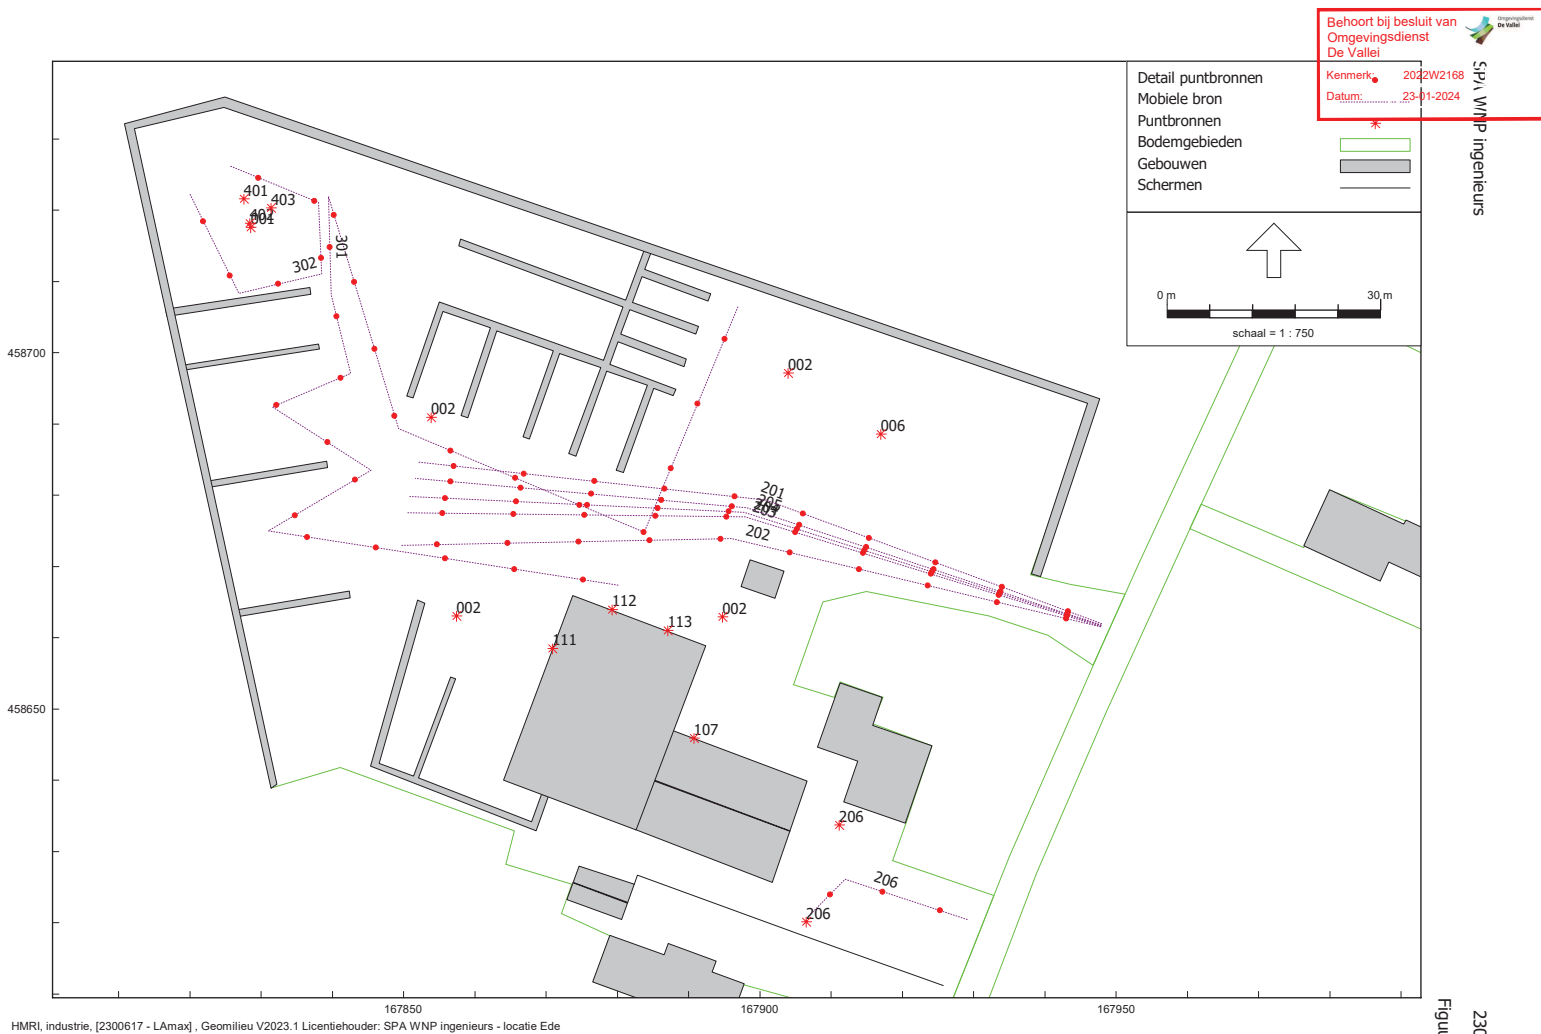 Behoort bij besluit van
Omgevingsdienst
De Vallei
Kenmerk: 2022W2168
Datum: 23-01-2024
Omgevingsdienst
De Vallei
SPA WNP ingenieurs
Detail puntbronnen
Mobiele bron
Puntbronnen
Bodemgebieden
Gebouwen
Schermen
0 m 30 m
schaal = 1 : 750
401
403
402
001
301
302
002
002
006
201
205
203
202
002
112
113
002
111
107
206
206
206
458700
458650
167850
167900
167950
HMRI, industrie, [2300617 - LAmax] , Geomilieu V2023.1 Licentiehouder: SPA WNP ingenieurs - locatie Ede